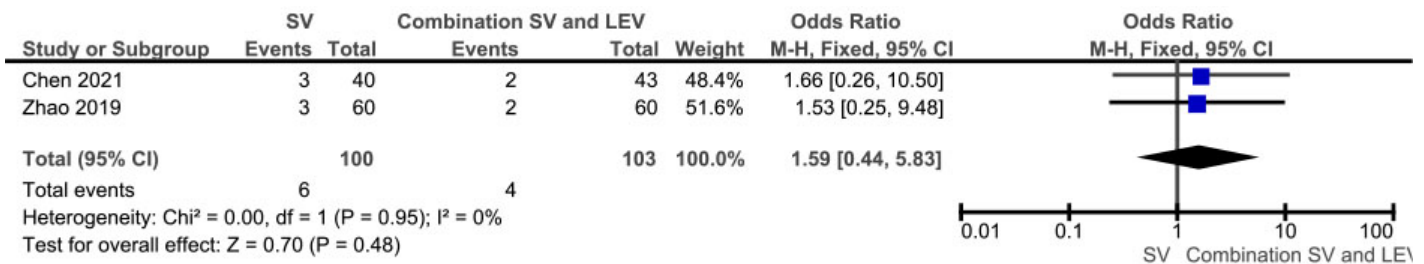 SV Combination SV and LEV Odds Ratio Odds Ratio
Study or Subgroup Events Total Events Total Weight M-H, Fixed, 95% CI M-H, Fixed, 95% CI
Chen 2021 3 40 2 43 48.4% 1.66 [0.26, 10.50]
Zhao 2019 3 60 2 60 51.6% 1.53 [0.25, 9.48]
Total (95% CI) 100 103 100.0% 1.59 [0.44, 5.83]
Total events 6 4
Heterogeneity: Chi² = 0.00, df = 1 (P = 0.95); I² = 0%
Test for overall effect: Z = 0.70 (P = 0.48)
0.01 0.1 1 10 100
SV Combination SV and LEV